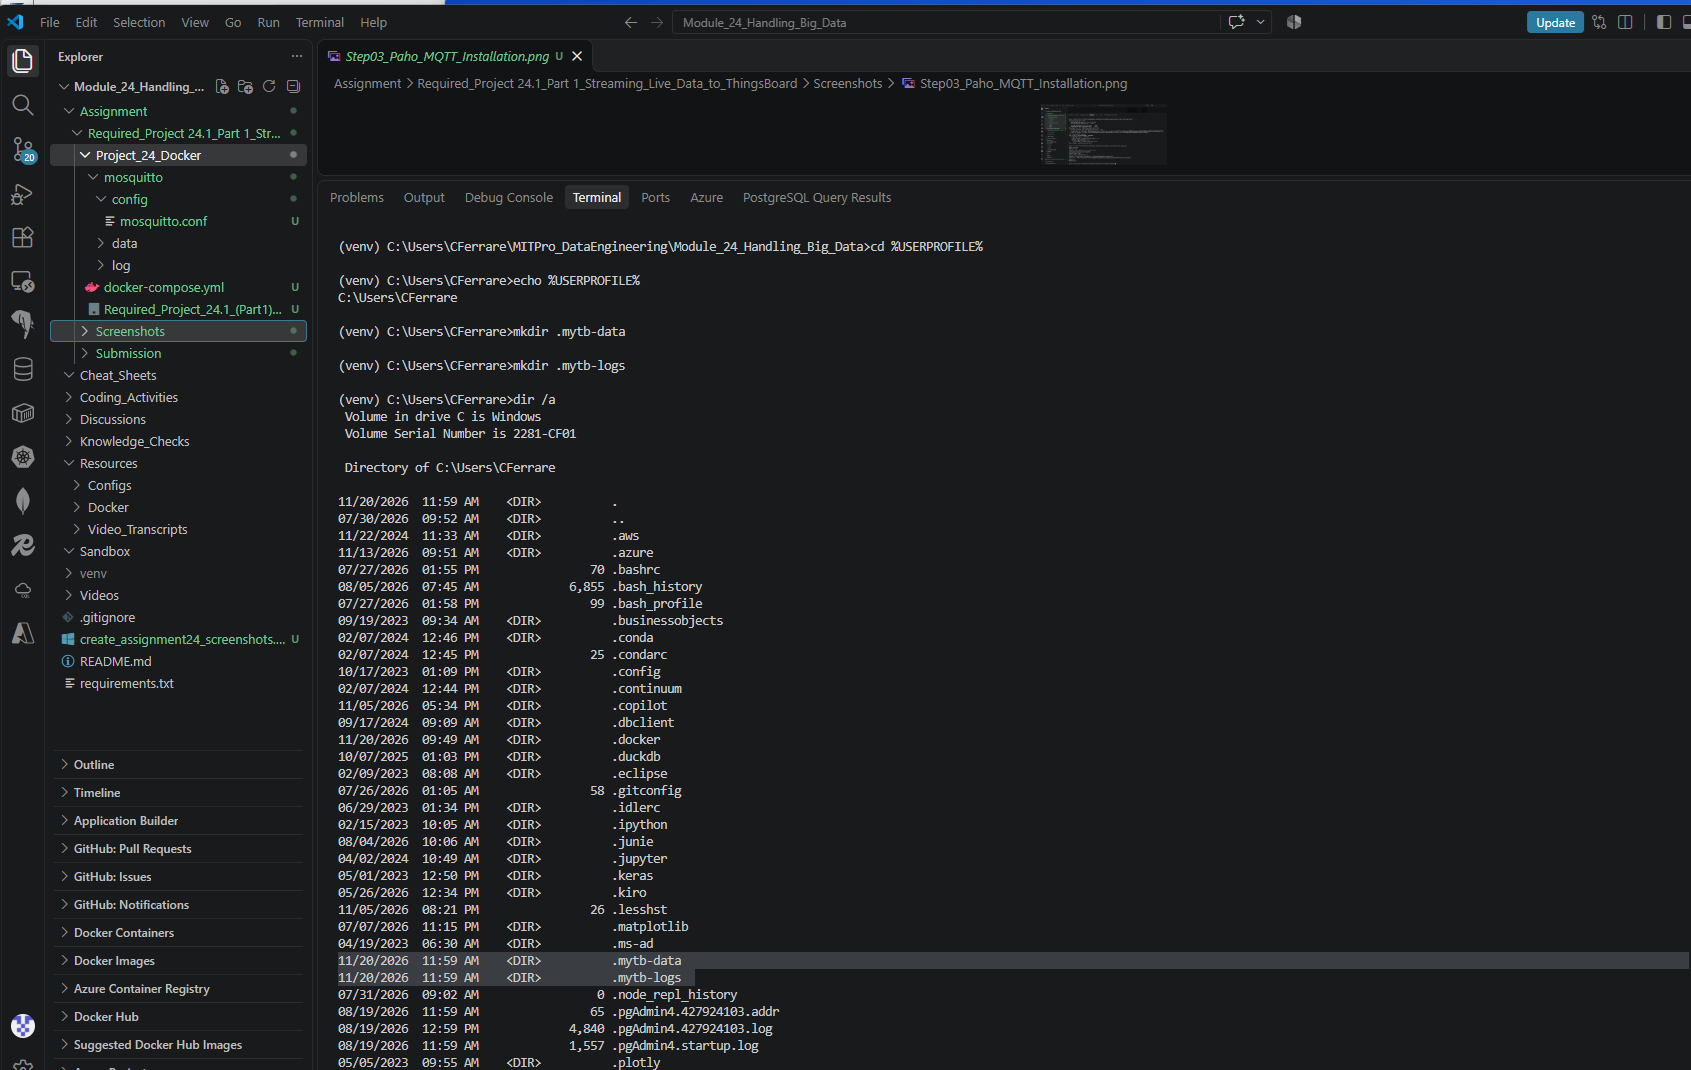 File Edit Selection View Go Run Terminal Help
Module_24_Handling_Big_Data
Update
Explorer
Module_24_Handling_...
Assignment
Required_Project 24.1_Part 1_Str...
Project_24_Docker
mosquitto
config
mosquitto.conf U
data
log
docker-compose.yml U
Required_Project_24.1_(Part1)... U
Screenshots
Submission
Cheat_Sheets
Coding_Activities
Discussions
Knowledge_Checks
Resources
Configs
Docker
Video_Transcripts
Sandbox
venv
Videos
.gitignore
create_assignment24_screenshots.... U
README.md
requirements.txt
Outline
Timeline
Application Builder
GitHub: Pull Requests
GitHub: Issues
GitHub: Notifications
Docker Containers
Docker Images
Azure Container Registry
Docker Hub
Suggested Docker Hub Images
20
Step03_Paho_MQTT_Installation.png U
Assignment > Required_Project 24.1_Part 1_Streaming_Live_Data_to_ThingsBoard > Screenshots > Step03_Paho_MQTT_Installation.png
Problems Output Debug Console Terminal Ports Azure PostgreSQL Query Results
(venv) C:\Users\CFerrare\MITPro_DataEngineering\Module_24_Handling_Big_Data>cd %USERPROFILE%
(venv) C:\Users\CFerrare>echo %USERPROFILE%
C:\Users\CFerrare
(venv) C:\Users\CFerrare>mkdir .mytb-data
(venv) C:\Users\CFerrare>mkdir .mytb-logs
(venv) C:\Users\CFerrare>dir /a
Volume in drive C is Windows
Volume Serial Number is 2281-CF01
Directory of C:\Users\CFerrare
11/20/2026 11:59 AM <DIR> .
07/30/2026 09:52 AM <DIR> ..
11/22/2024 11:33 AM <DIR> .aws
11/13/2026 09:51 AM <DIR> .azure
07/27/2026 01:55 PM 70 .bashrc
08/05/2026 07:45 AM 6,855 .bash_history
07/27/2026 01:58 PM 99 .bash_profile
09/19/2023 09:34 AM <DIR> .businessobjects
02/07/2024 12:46 PM <DIR> .conda
02/07/2024 12:45 PM 25 .condarc
10/17/2023 01:09 PM <DIR> .config
02/07/2024 12:44 PM <DIR> .continuum
11/05/2026 05:34 PM <DIR> .copilot
09/17/2024 09:09 AM <DIR> .dbclient
11/20/2026 09:49 AM <DIR> .docker
10/07/2025 01:03 PM <DIR> .duckdb
02/09/2023 08:08 AM <DIR> .eclipse
07/26/2026 01:05 AM 58 .gitconfig
06/29/2023 01:34 PM <DIR> .idlerc
02/15/2023 10:05 AM <DIR> .ipython
08/04/2026 10:06 AM <DIR> .junie
04/02/2024 10:49 AM <DIR> .jupyter
05/01/2023 12:50 PM <DIR> .keras
05/26/2026 12:34 PM <DIR> .kiro
11/05/2026 08:21 PM 26 .lesshst
07/07/2026 11:15 PM <DIR> .matplotlib
04/19/2023 06:30 AM <DIR> .ms-ad
11/20/2026 11:59 AM <DIR> .mytb-data
11/20/2026 11:59 AM <DIR> .mytb-logs
07/31/2026 09:02 AM 0 .node_repl_history
08/19/2026 11:59 AM 65 .pgAdmin4.427924103.addr
08/19/2026 12:59 PM 4,840 .pgAdmin4.427924103.log
08/19/2026 11:59 AM 1,557 .pgAdmin4.startup.log
05/05/2023 09:55 AM <DIR> .plotly